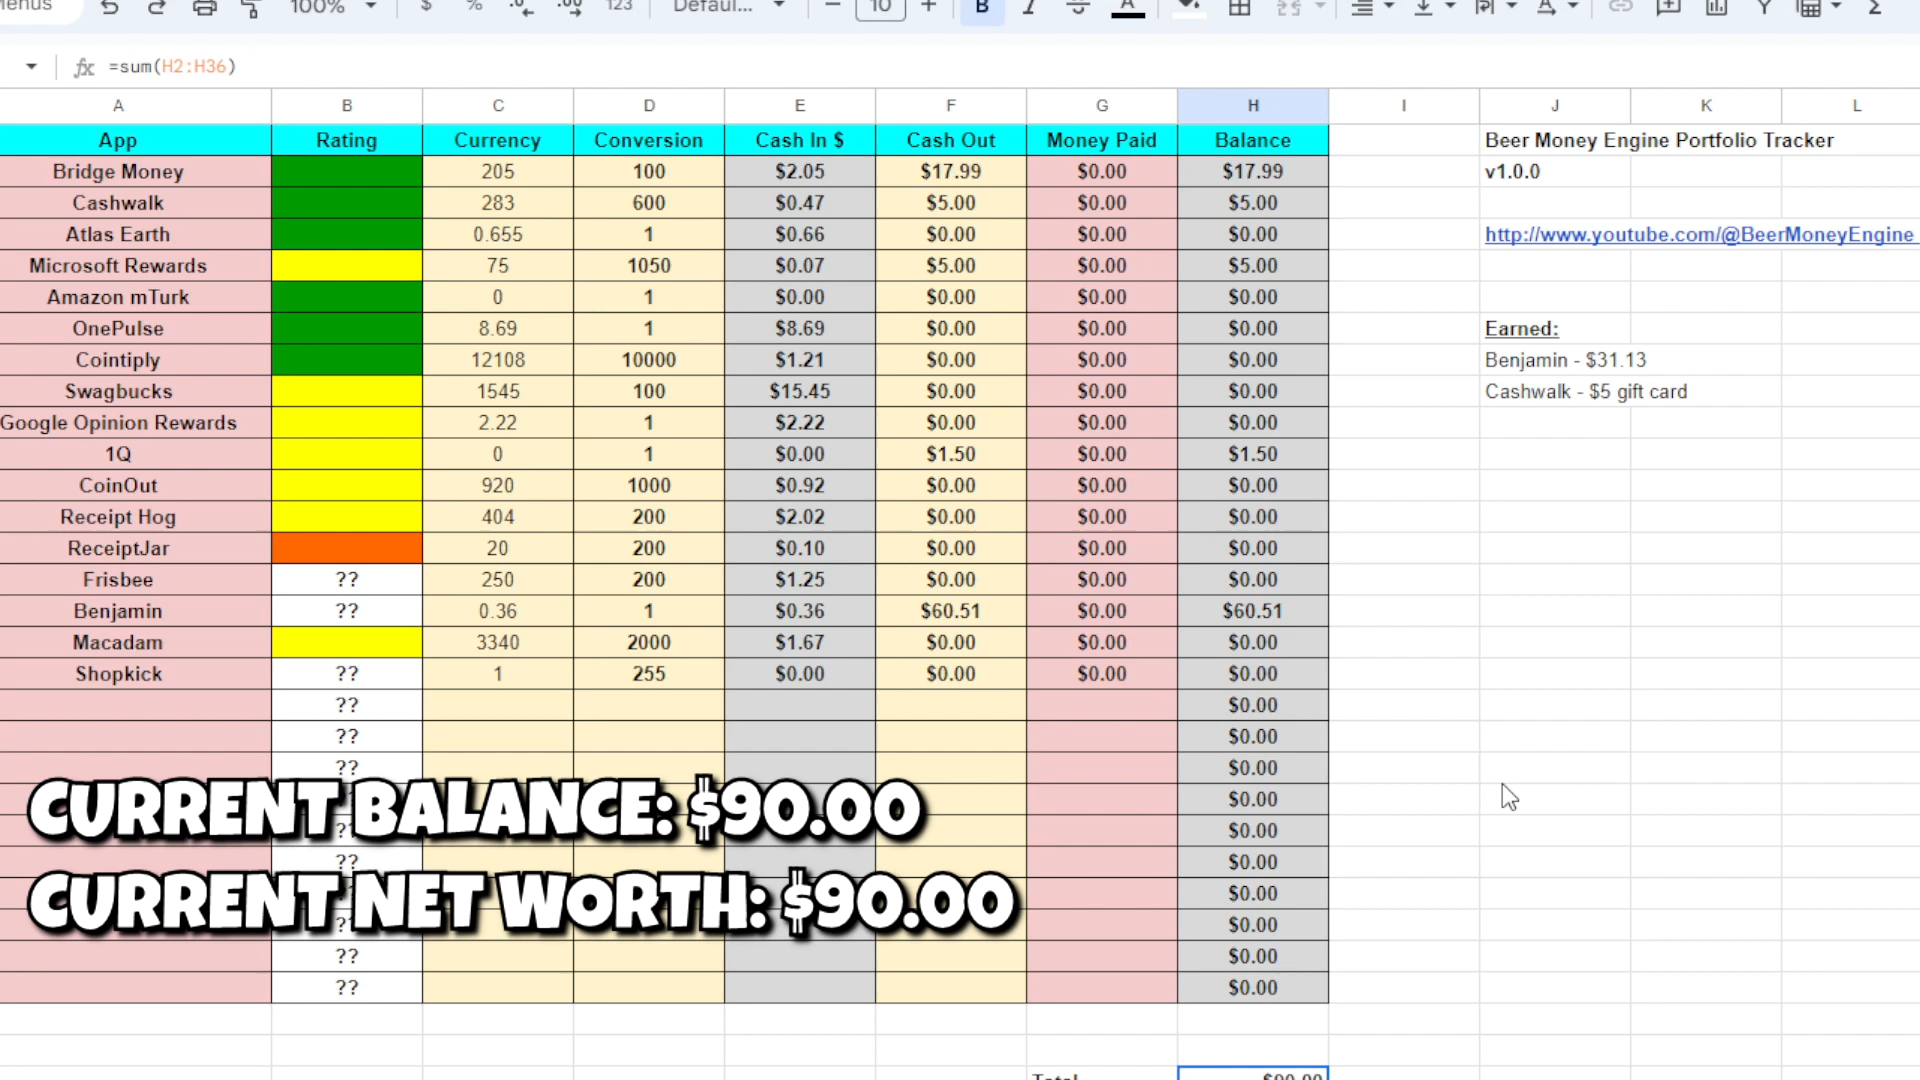 enus 100% $ % .0 .00 123 Defaul... 10 B I A
fx =sum(H2:H36)
A B C D E F G H I J K L
App Rating Currency Conversion Cash In $ Cash Out Money Paid Balance Beer Money Engine Portfolio Tracker
Bridge Money 205 100 $2.05 $17.99 $0.00 $17.99 v1.0.0
Cashwalk 283 600 $0.47 $5.00 $0.00 $5.00
Atlas Earth 0.655 1 $0.66 $0.00 $0.00 $0.00 http://www.youtube.com/@BeerMoneyEngine
Microsoft Rewards 75 1050 $0.07 $5.00 $0.00 $5.00
Amazon mTurk 0 1 $0.00 $0.00 $0.00 $0.00
OnePulse 8.69 1 $8.69 $0.00 $0.00 $0.00 Earned:
Cointiply 12108 10000 $1.21 $0.00 $0.00 $0.00 Benjamin - $31.13
Swagbucks 1545 100 $15.45 $0.00 $0.00 $0.00 Cashwalk - $5 gift card
Google Opinion Rewards 2.22 1 $2.22 $0.00 $0.00 $0.00
1Q 0 1 $0.00 $1.50 $0.00 $1.50
CoinOut 920 1000 $0.92 $0.00 $0.00 $0.00
Receipt Hog 404 200 $2.02 $0.00 $0.00 $0.00
ReceiptJar 20 200 $0.10 $0.00 $0.00 $0.00
Frisbee ?? 250 200 $1.25 $0.00 $0.00 $0.00
Benjamin ?? 0.36 1 $0.36 $60.51 $0.00 $60.51
Macadam 3340 2000 $1.67 $0.00 $0.00 $0.00
Shopkick ?? 1 255 $0.00 $0.00 $0.00 $0.00
?? $0.00
?? $0.00
?? $0.00
?? $0.00
CURRENT BALANCE: $90.00
?? $0.00
?? $0.00
?? $0.00
CURRENT NET WORTH: $90.00
?? $0.00
?? $0.00
?? $0.00
Total $90.00